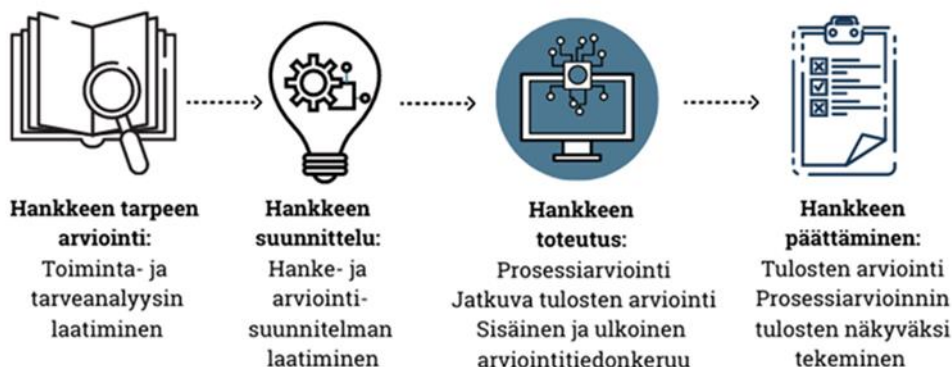 Hankkeen tarpeen
arviointi:
Toiminta- ja
tarveanalyysin
laatiminen
Hankkeen
suunnittelu:
Hanke- ja
arviointi-
suunnitelman
laatiminen
Hankkeen
toteutus:
Prosessiarviointi
Jatkuva tulosten arviointi
Sisäinen ja ulkoinen
arviointitiedonkeruu
Hankkeen
päättäminen:
Tulosten arviointi
Prosessiarvioinnin
tulosten näkyväksi
tekeminen